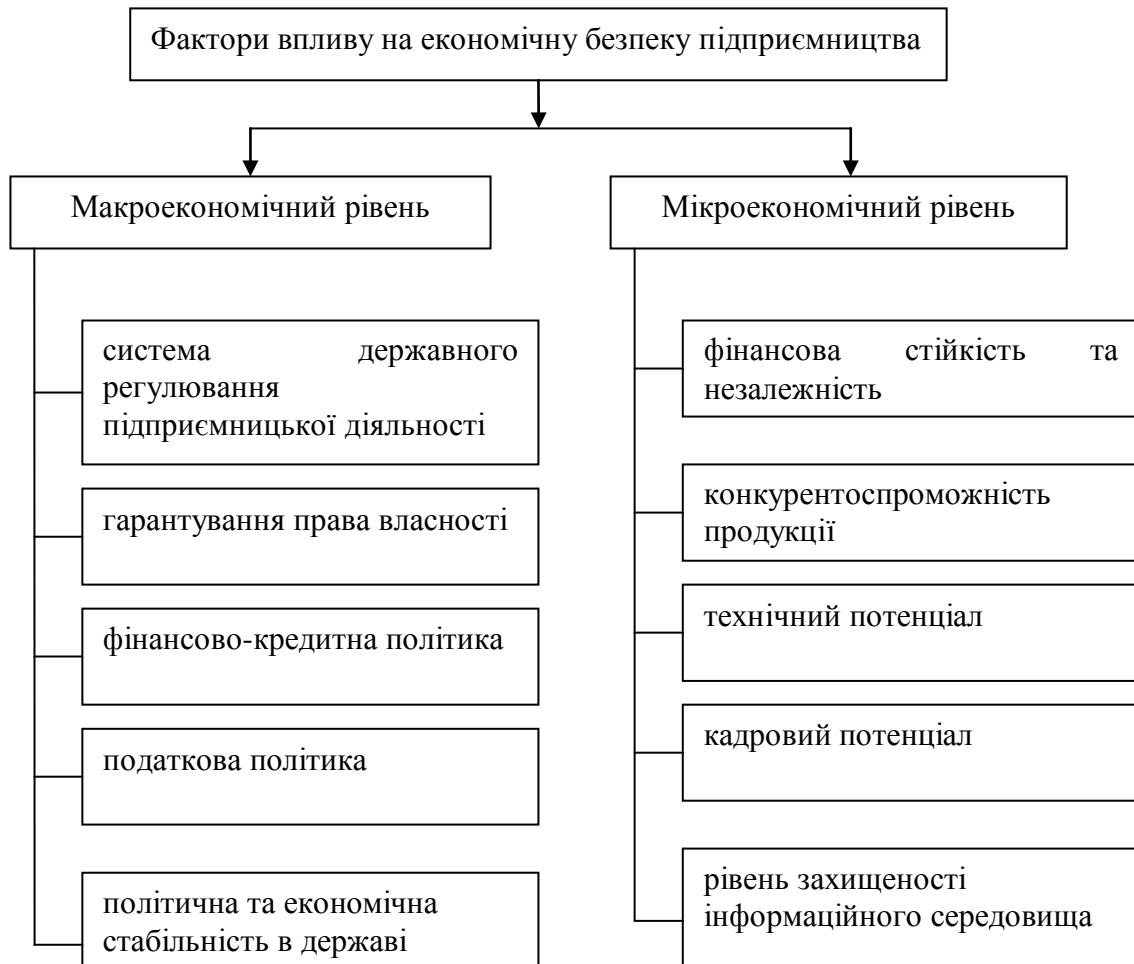 Фактори впливу на економічну безпеку підприємництва
Макроекономічний рівень
система державного
регулювання
підприємницької діяльності
гарантування права власності
фінансово-кредитна політика
податкова політика
політична та економічна
стабільність в державі
Мікроекономічний рівень
фінансова стійкість та
незалежність
конкурентоспроможність
продукції
технічний потенціал
кадровий потенціал
рівень захищеності
інформаційного середовища